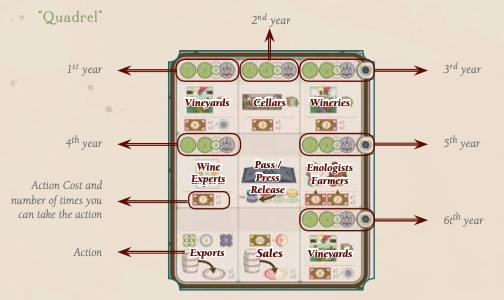 "Quadrel"
2nd year
1st year
3rd year
Vineyards
Cellars
Wineries
4th year
5th year
Wine
Experts
Pass /
Press
Release
Enologists
Farmers
Action Cost and
number of times you
can take the action
6th year
Action
Exports
Sales
Vineyards